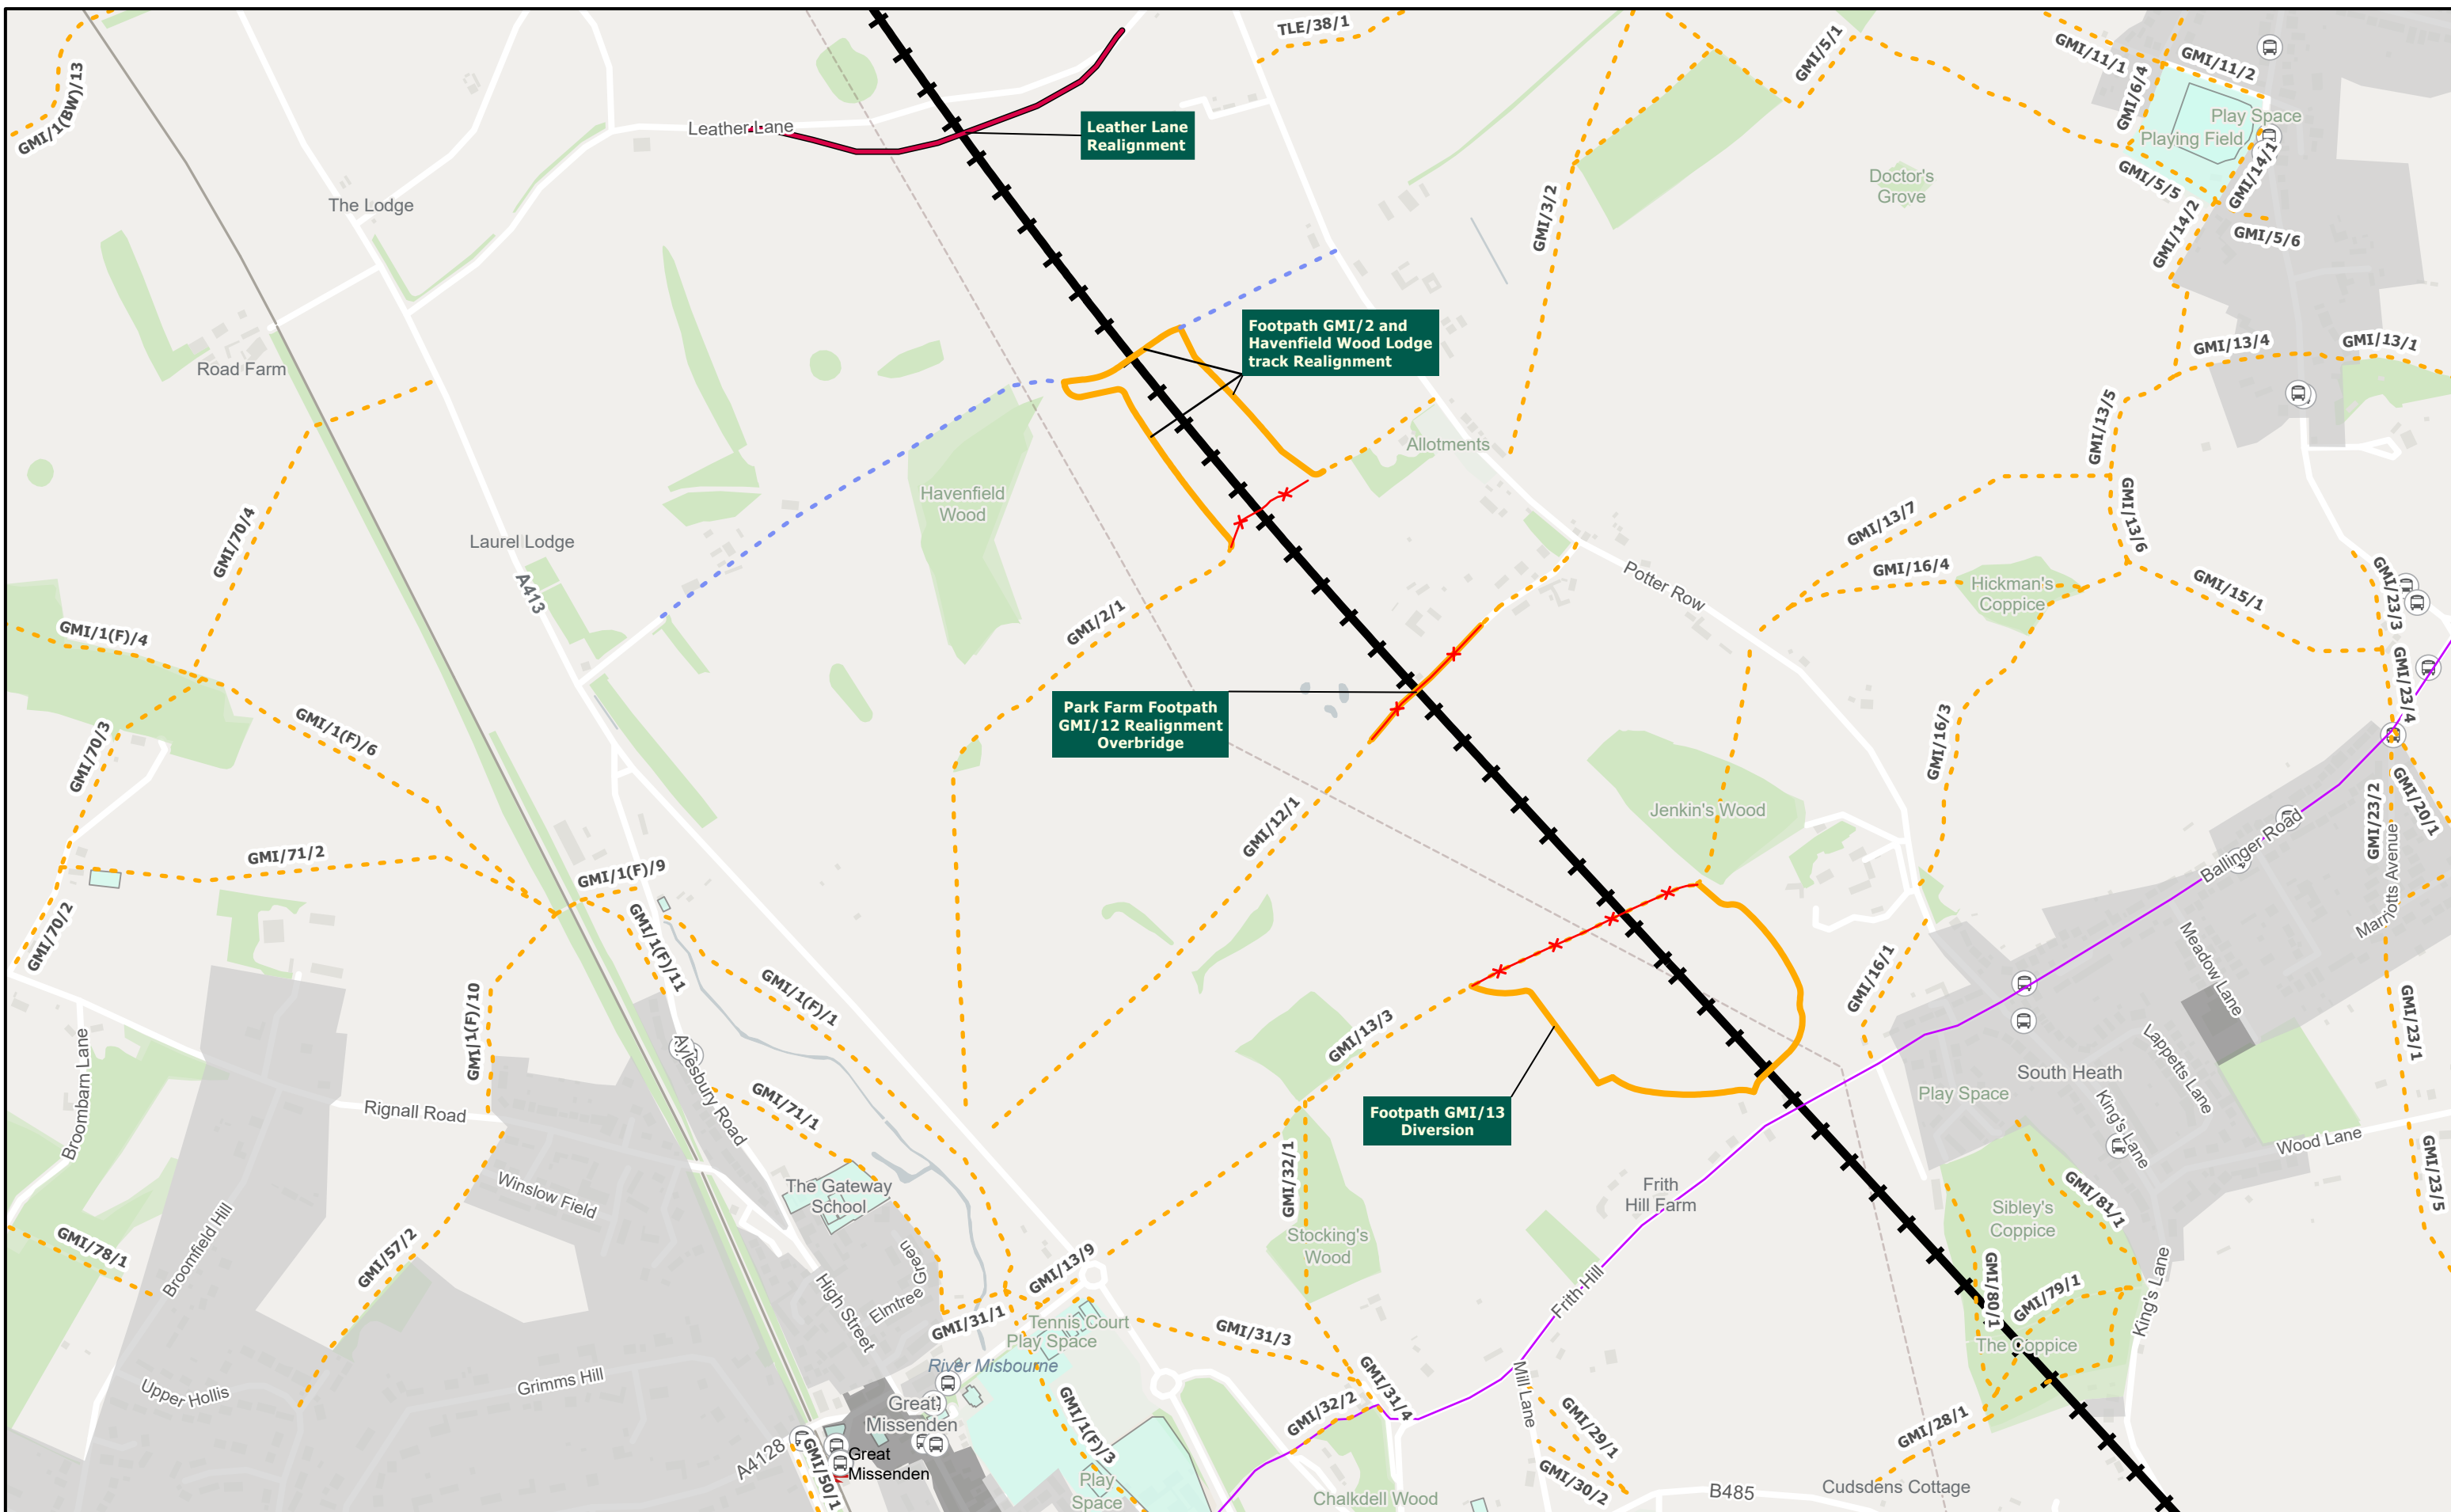 TLE/38/1
GMI/5/1
GMI/11/1
GMI/11/2
GMI/6/4
GMI/1(BW)/13
Play Space
Playing Field
Leather Lane
Leather Lane
Realignment
GMI/5/5
GMI/14/1
GMI/14/2
GMI/5/6
Doctor's
Grove
The Lodge
GMI/3/2
Footpath GMI/2 and
Havenfield Wood Lodge
track Realignment
Road Farm
GMI/13/4
GMI/13/1
GMI/13/5
Allotments
Havenfield
Wood
GMI/70/4
Laurel Lodge
A413
GMI/13/7
GMI/13/6
GMI/16/4
Hickman's
Coppice
GMI/15/1
GMI/23/3
Potter Row
GMI/2/1
GMI/1(F)/4
GMI/23/4
Park Farm Footpath
GMI/12 Realignment
Overbridge
GMI/1(F)/6
GMI/70/3
GMI/16/3
Jenkin's Wood
GMI/12/1
GMI/23/2
GMI/20/1
Ballinger Road
Marriotts Avenue
GMI/71/2
GMI/1(F)/9
GMI/70/2
GMI/1(F)/11
GMI/1(F)/1
GMI/1(F)/10
GMI/16/1
Meadow Lane
GMI/13/3
GMI/23/1
Lappetts Lane
South Heath
Play Space
King's Lane
Wood Lane
Broombarn Lane
Rignall Road
Aylesbury Road
GMI/71/1
Footpath GMI/13
Diversion
GMI/32/1
The Gateway
School
Winslow Field
Frith
Hill Farm
Sibley's
Coppice
GMI/81/1
GMI/23/5
Stocking's
Wood
GMI/78/1
Broomfield Hill
GMI/57/2
Elmtree Green
GMI/13/9
High Street
GMI/31/1
Tennis Court
Play Space
GMI/31/3
Frith Hill
GMI/80/1
GMI/79/1
King's Lane
The Coppice
River Misbourne
Upper Hollis
Grimms Hill
Great
Missenden
GMI/1(F)/3
GMI/32/2
GMI/31/4
Mill Lane
GMI/29/1
GMI/28/1
A4128
GMI/50/1
Great
Missenden
Play
Space
Chalkdell Wood
GMI/30/2
B485
Cudsdens Cottage